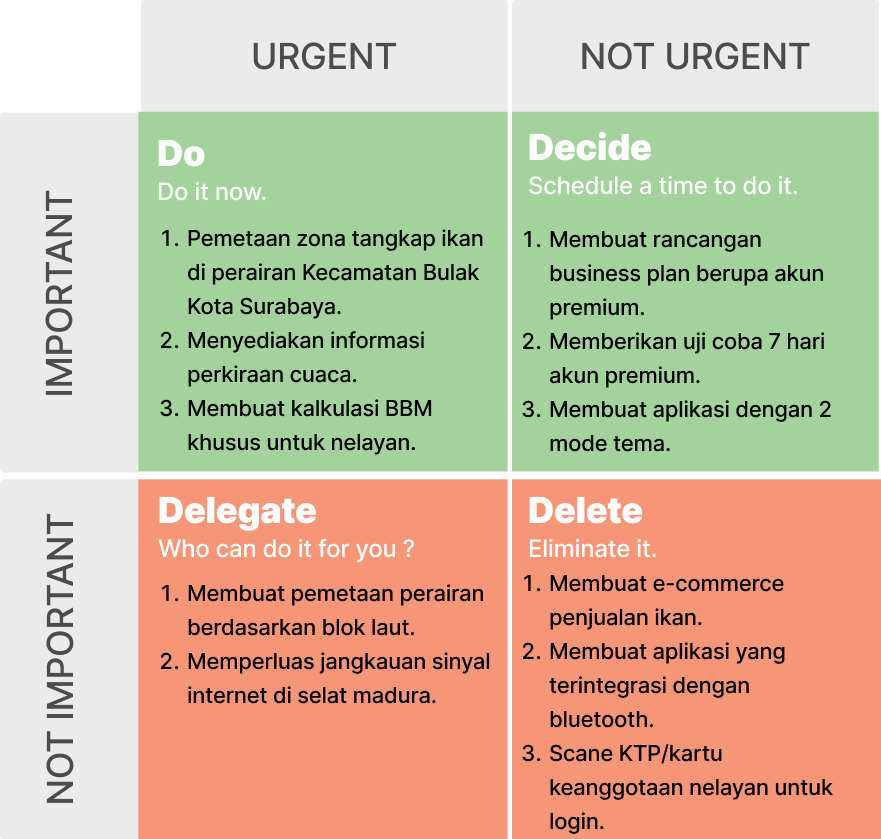 URGENT
NOT URGENT
IMPORTANT
Do
Do it now.
1. Pemetaan zona tangkap ikan
di perairan Kecamatan Bulak
Kota Surabaya.
2. Menyediakan informasi
perkiraan cuaca.
3. Membuat kalkulasi BBM
khusus untuk nelayan.
Decide
Schedule a time to do it.
1. Membuat rancangan
business plan berupa akun
premium.
2. Memberikan uji coba 7 hari
akun premium.
3. Membuat aplikasi dengan 2
mode tema.
NOT IMPORTANT
Delegate
Who can do it for you ?
1. Membuat pemetaan perairan
berdasarkan blok laut.
2. Memperluas jangkauan sinyal
internet di selat madura.
Delete
Eliminate it.
1. Membuat e-commerce
penjualan ikan.
2. Membuat aplikasi yang
terintegrasi dengan
bluetooth.
3. Scane KTP/kartu
keanggotaan nelayan untuk
login.